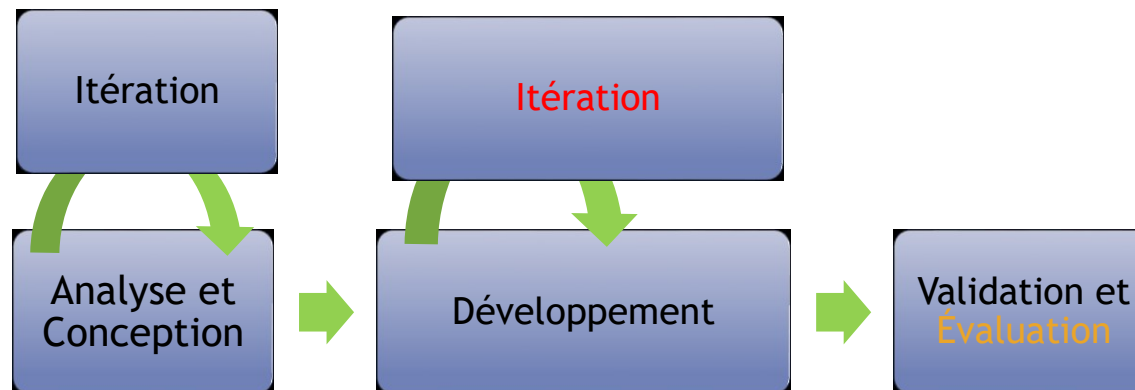 Itération
Itération
Analyse et
Conception
Développement
Validation et
Évaluation